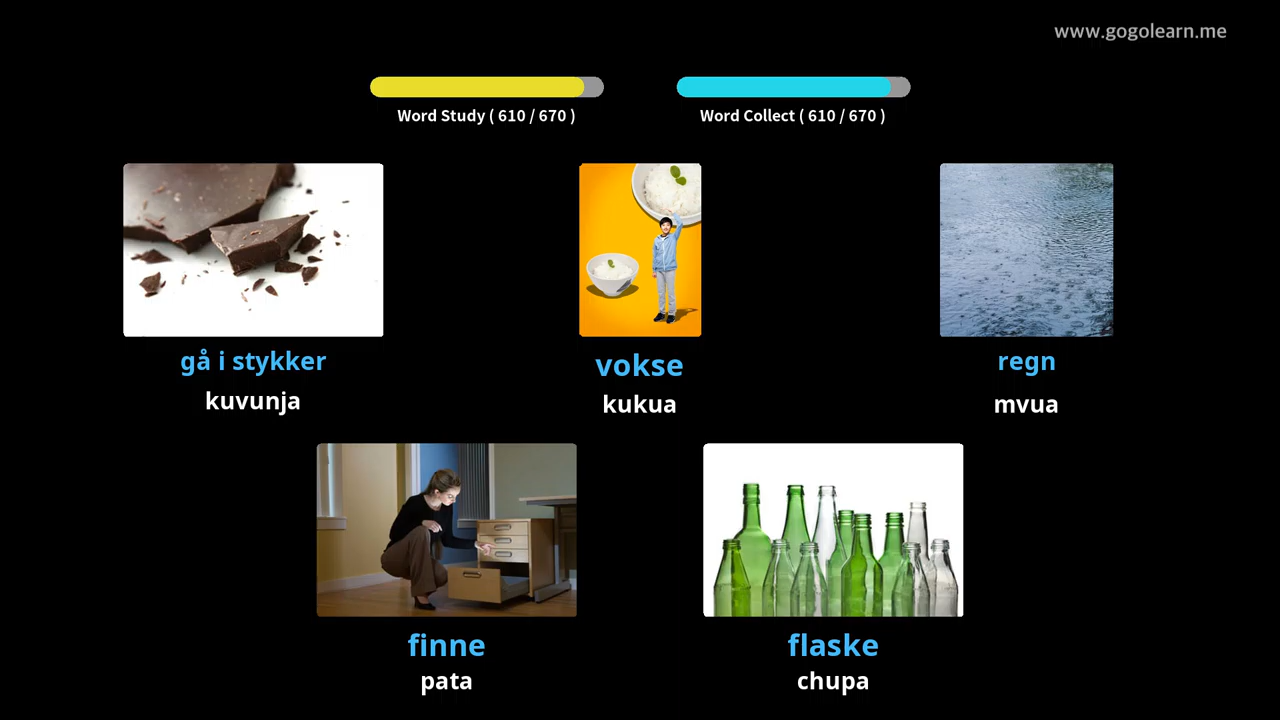 www.gogolearn.me
Word Study ( 610 / 670 )
Word Collect ( 610 / 670 )
gå i stykker
kuvunja
vokse
kukua
regn
mvua
finne
pata
flaske
chupa